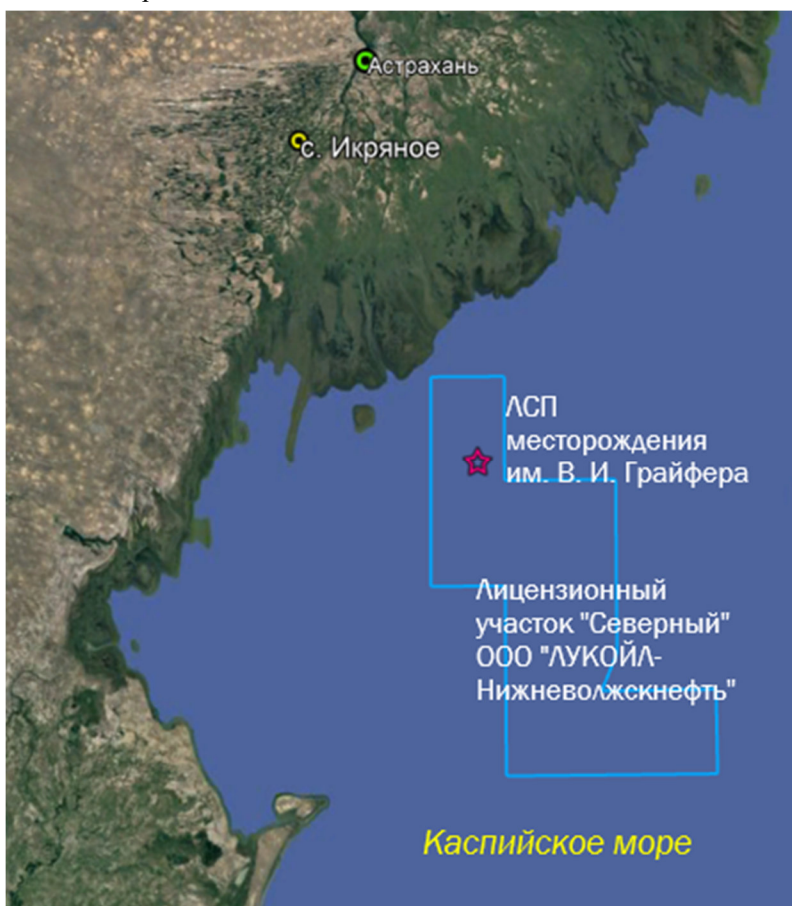 Астрахань
с. Икряное
ЛСП
месторождения
им. В. И. Грайфера
Лицензионный
участок "Северный"
ООО "ЛУКОЙЛ-
Нижневолжскнефть"
Каспийское море